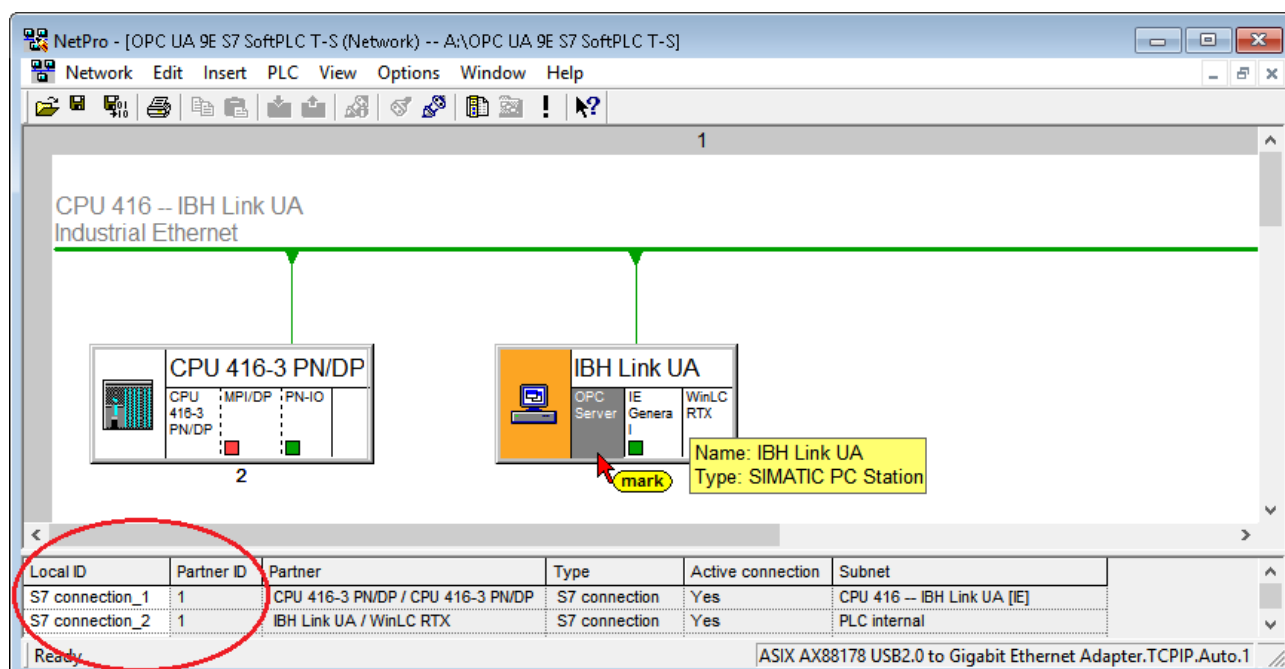 NetPro - [OPC UA 9E S7 SoftPLC T-S (Network) -- A:\OPC UA 9E S7 SoftPLC T-S]
Network Edit Insert PLC View Options Window Help
1
CPU 416 -- IBH Link UA
Industrial Ethernet
CPU 416-3 PN/DP
CPU 416-3 PN/DP
MPI/DP
PN-IO
2
IBH Link UA
OPC Server
IE General
WinLC RTX
mark
Name: IBH Link UA
Type: SIMATIC PC Station
Local ID Partner ID Partner Type Active connection Subnet
S7 connection_1 1 CPU 416-3 PN/DP / CPU 416-3 PN/DP S7 connection Yes CPU 416 -- IBH Link UA [IE]
S7 connection_2 1 IBH Link UA / WinLC RTX S7 connection Yes PLC internal
Ready ASIX AX88178 USB2.0 to Gigabit Ethernet Adapter.TCPIP.Auto.1